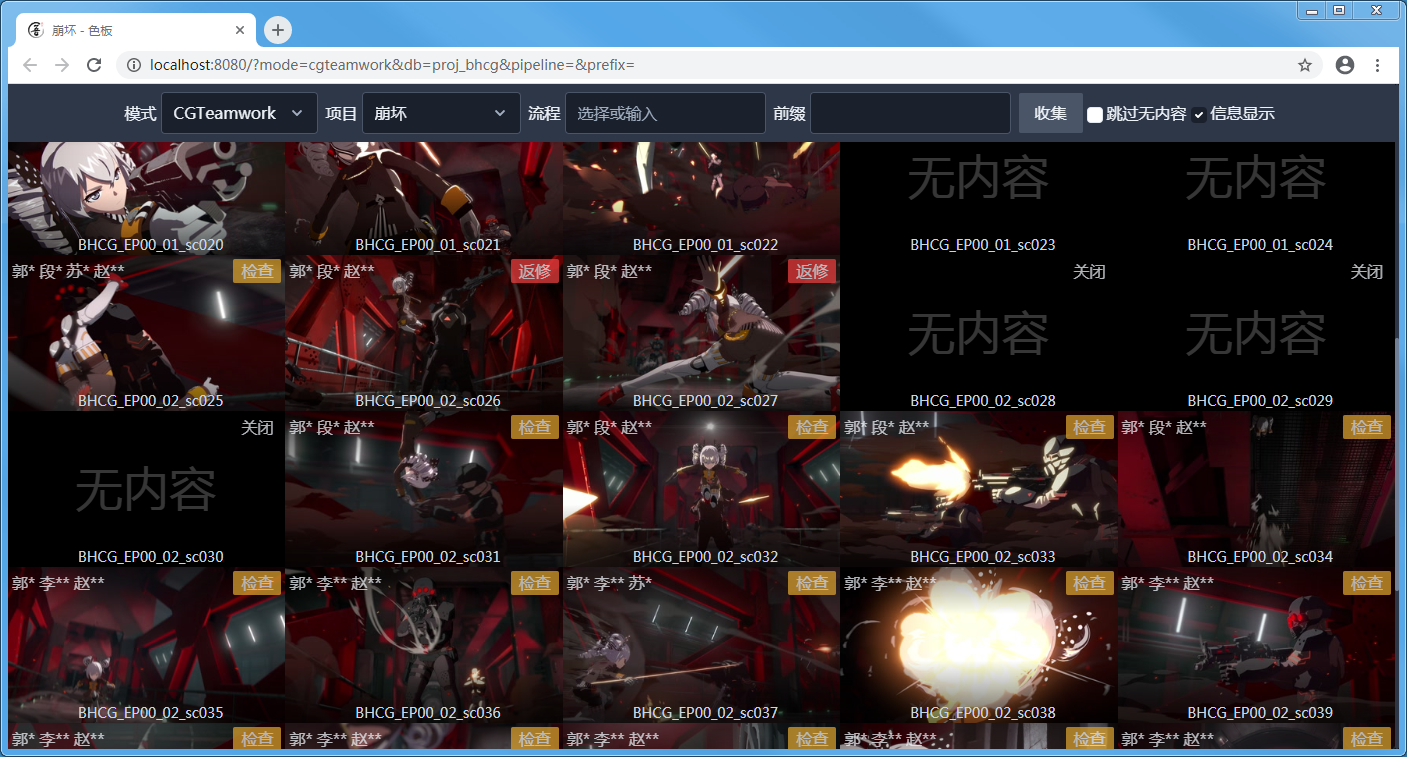 崩坏 - 色板
localhost:8080/?mode=cgteamwork&db=proj_bhcg&pipeline=&prefix=
模式 CGTeamwork 项目 崩坏 流程 选择或输入 前缀 收集 跳过无内容 信息显示
无内容 无内容
BHCG_EP00_01_sc020 BHCG_EP00_01_sc021 BHCG_EP00_01_sc022 BHCG_EP00_01_sc023 BHCG_EP00_01_sc024
郭* 段* 苏* 赵** 检查 郭* 段* 赵** 返修 郭* 段* 赵** 返修 关闭 关闭
无内容 无内容
BHCG_EP00_02_sc025 BHCG_EP00_02_sc026 BHCG_EP00_02_sc027 BHCG_EP00_02_sc028 BHCG_EP00_02_sc029
关闭 郭* 段* 赵** 检查 郭* 段* 赵** 检查 郭* 段* 赵** 检查 郭* 段* 赵** 检查
无内容
BHCG_EP00_02_sc030 BHCG_EP00_02_sc031 BHCG_EP00_02_sc032 BHCG_EP00_02_sc033 BHCG_EP00_02_sc034
郭* 李** 赵** 检查 郭* 李** 赵** 检查 郭* 李** 苏* 检查 郭* 李** 赵** 检查 郭* 李** 赵** 检查
BHCG_EP00_02_sc035 BHCG_EP00_02_sc036 BHCG_EP00_02_sc037 BHCG_EP00_02_sc038 BHCG_EP00_02_sc039
郭* 李** 赵** 检查 郭* 李** 赵** 检查 郭* 李** 赵** 检查 郭* 李** 赵** 检查 郭* 李** 赵** 检查